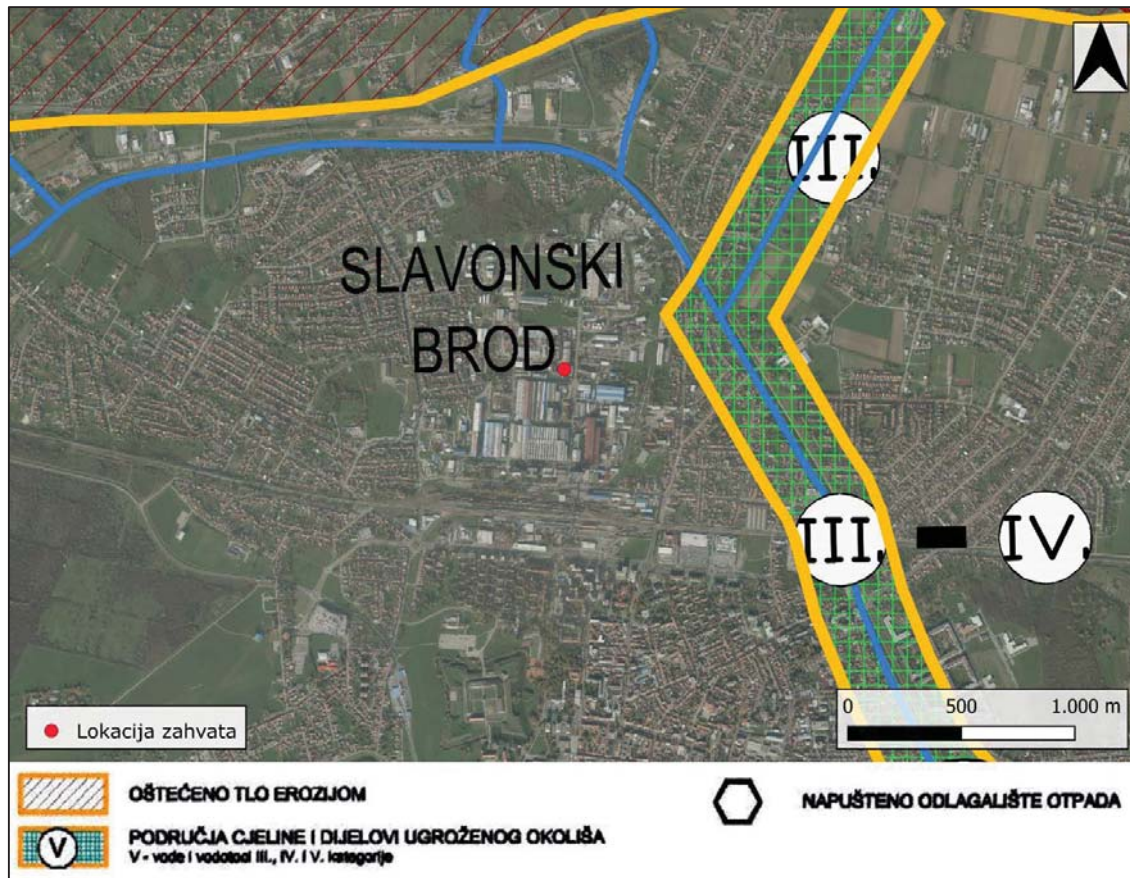 III.
SLAVONSKI
BROD
III. - IV.
0 500 1.000 m
Lokacija zahvata
OŠTEĆENO TLO EROZIJOM
NAPUŠTENO ODLAGALIŠTE OTPADA
V
PODRUČJA CJELINE I DIJELOVI UGROŽENOG OKOLIŠA
V - vode i vodotoci III., IV. i V. kategorije